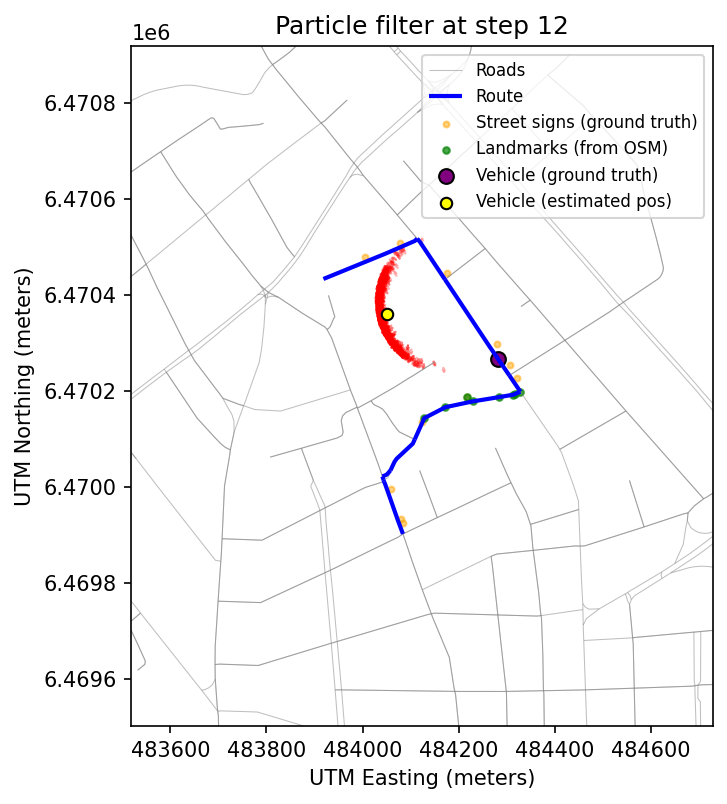 Particle filter at step 12
1e6
Roads
Route
Street signs (ground truth)
Landmarks (from OSM)
Vehicle (ground truth)
Vehicle (estimated pos)
6.4708
6.4706
6.4704
6.4702
6.4700
6.4698
6.4696
UTM Northing (meters)
483600 483800 484000 484200 484400 484600
UTM Easting (meters)